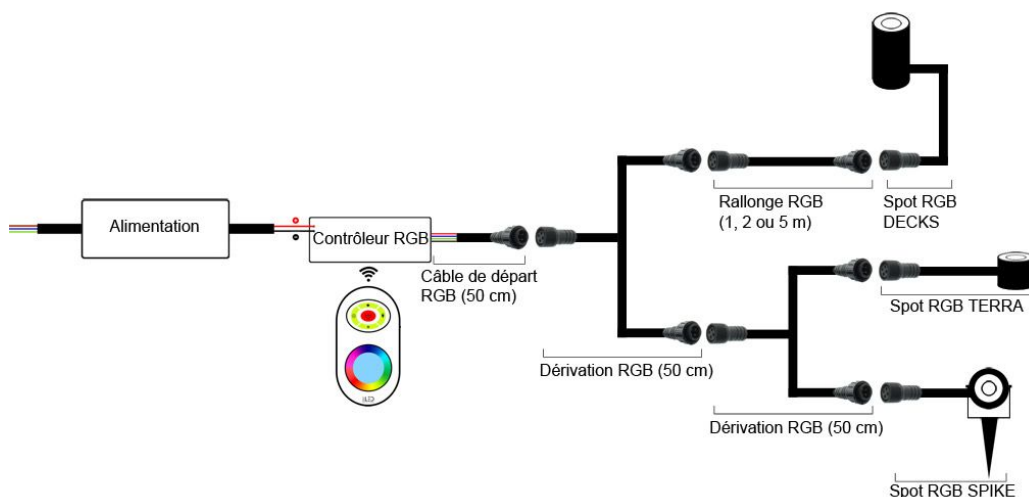 Alimentation
Contrôleur RGB
Câble de départ
RGB (50 cm)
Dérivation RGB (50 cm)
Rallonge RGB
(1, 2 ou 5 m)
Spot RGB
DECKS
Spot RGB TERRA
Dérivation RGB (50 cm)
Spot RGB SPIKE